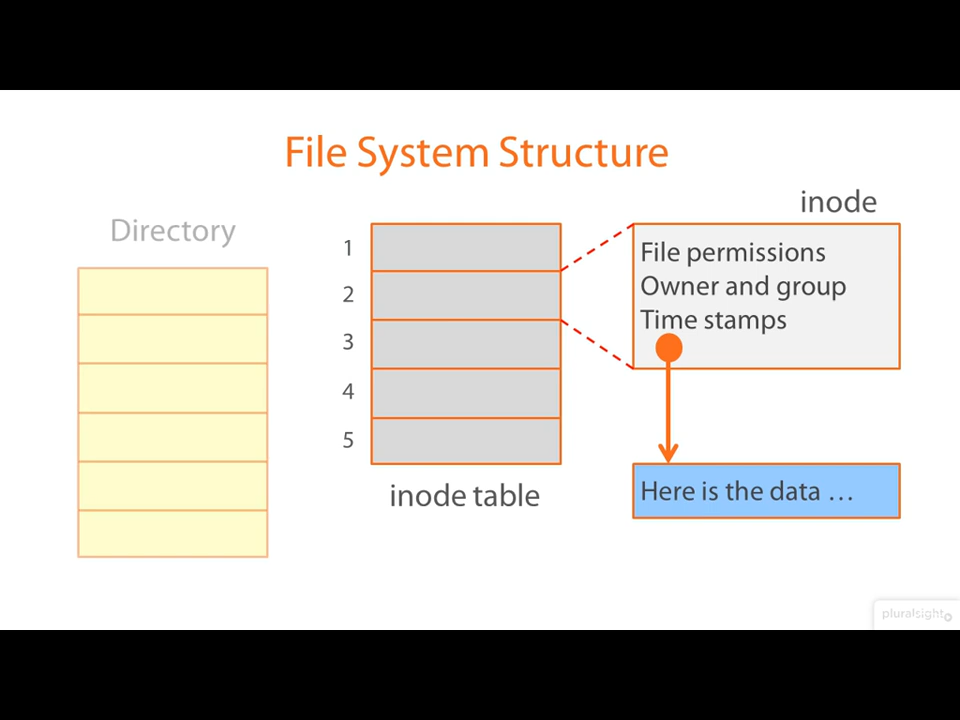 File System Structure
Directory
1
2
3
4
5
inode table
inode
File permissions
Owner and group
Time stamps
Here is the data …
pluralsight